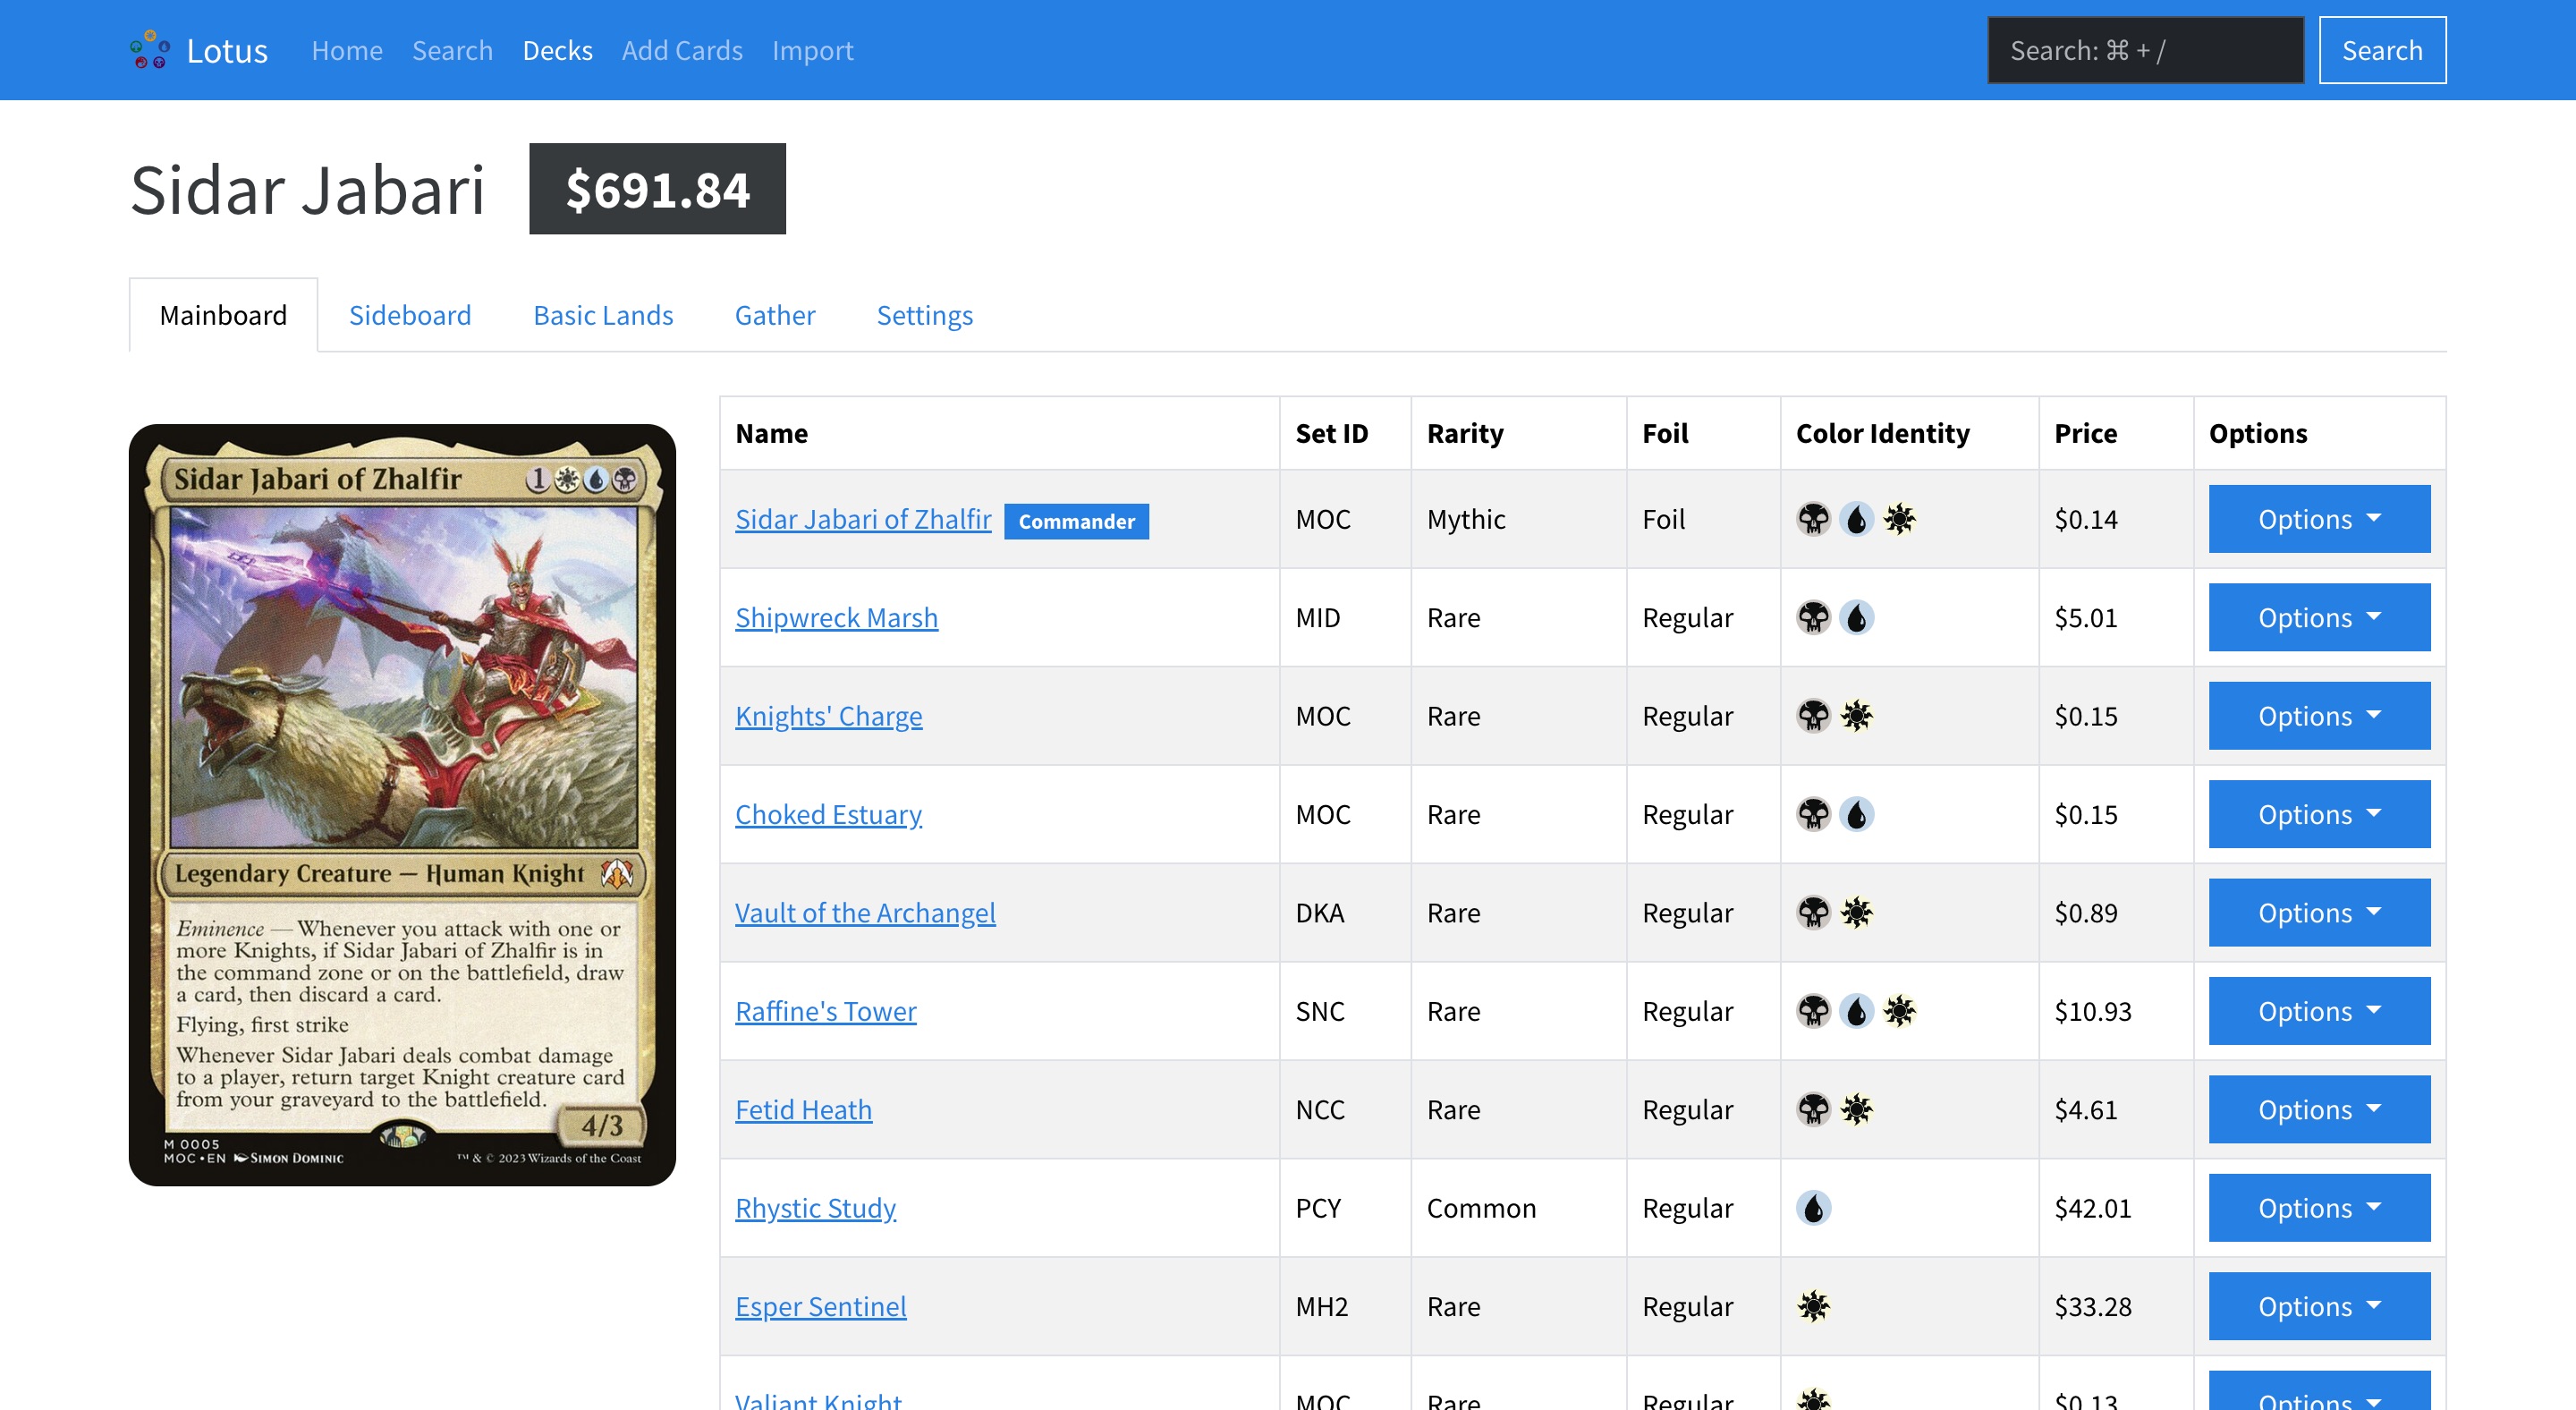 Lotus Home Search Decks Add Cards Import Search: ⌘ + / Search
Sidar Jabari $691.84
Mainboard Sideboard Basic Lands Gather Settings
Sidar Jabari of Zhalfir 1
Legendary Creature — Human Knight
Eminence — Whenever you attack with one or
more Knights, if Sidar Jabari of Zhalfir is in
the command zone or on the battlefield, draw
a card, then discard a card.
Flying, first strike
Whenever Sidar Jabari deals combat damage
to a player, return target Knight creature card
from your graveyard to the battlefield.
4/3
M 0005
MOC • EN Simon Dominic ™ & © 2023 Wizards of the Coast
Name Set ID Rarity Foil Color Identity Price Options
Sidar Jabari of Zhalfir Commander MOC Mythic Foil $0.14 Options
Shipwreck Marsh MID Rare Regular $5.01 Options
Knights' Charge MOC Rare Regular $0.15 Options
Choked Estuary MOC Rare Regular $0.15 Options
Vault of the Archangel DKA Rare Regular $0.89 Options
Raffine's Tower SNC Rare Regular $10.93 Options
Fetid Heath NCC Rare Regular $4.61 Options
Rhystic Study PCY Common Regular $42.01 Options
Esper Sentinel MH2 Rare Regular $33.28 Options
Valiant Knight MOC Rare Regular $0.13 Options